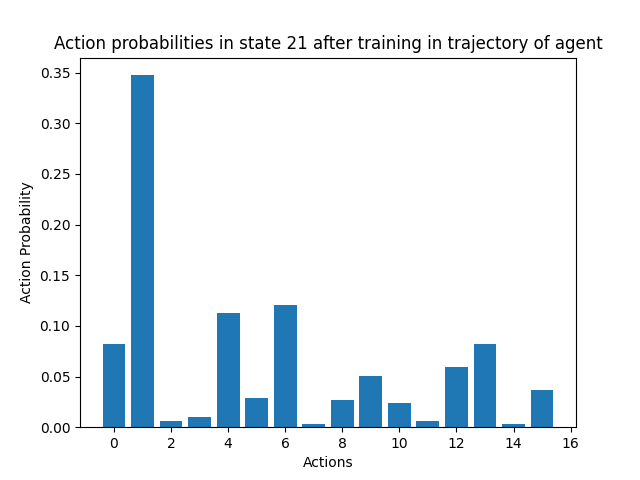 Action probabilities in state 21 after training in trajectory of agent
0.35
0.30
0.25
0.20
0.15
0.10
0.05
0.00
Action Probability
0 2 4 6 8 10 12 14 16
Actions